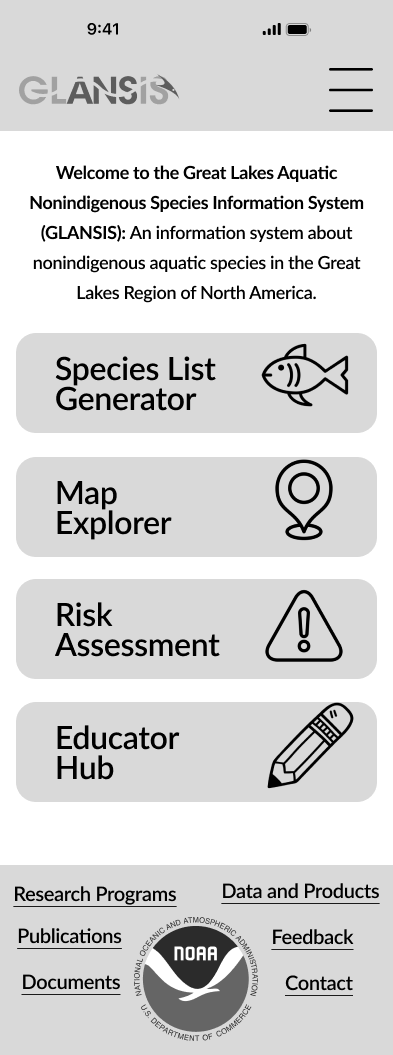 9:41
GLANSIS
Welcome to the Great Lakes Aquatic
Nonindigenous Species Information System
(GLANSIS): An information system about
nonindigenous aquatic species in the Great
Lakes Region of North America.
Species List
Generator
Map
Explorer
Risk
Assessment
Educator
Hub
Research Programs
Data and Products
Publications
Feedback
Documents
Contact
NATIONAL OCEANIC AND ATMOSPHERIC ADMINISTRATION
NOAA
U.S. DEPARTMENT OF COMMERCE